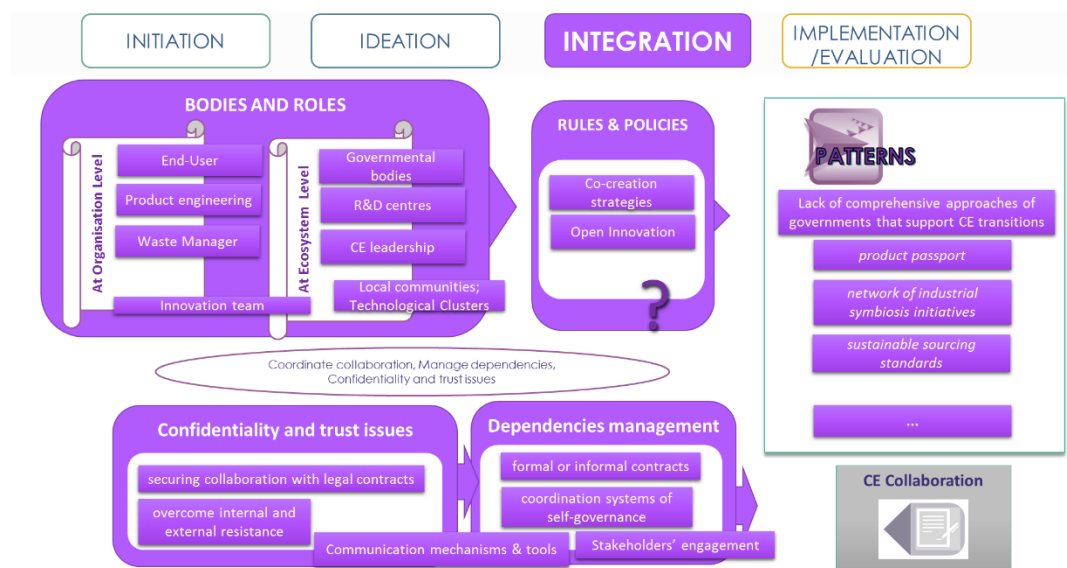 INITIATION
IDEATION
INTEGRATION
IMPLEMENTATION
/EVALUATION
BODIES AND ROLES
At Organisation Level
End-User
Product engineering
Waste Manager
Innovation team
At Ecosystem Level
Governmental
bodies
R&D centres
CE leadership
Local communities;
Technological Clusters
RULES & POLICIES
Co-creation
strategies
Open Innovation
?
PATTERNS
Lack of comprehensive approaches of
governments that support CE transitions
product passport
network of industrial
symbiosis initiatives
sustainable sourcing
standards
...
Coordinate collaboration, Manage dependencies,
Confidentiality and trust issues
Confidentiality and trust issues
securing collaboration with legal contracts
overcome internal and
external resistance
Communication mechanisms & tools
Dependencies management
formal or informal contracts
coordination systems of
self-governance
Stakeholders’ engagement
CE Collaboration